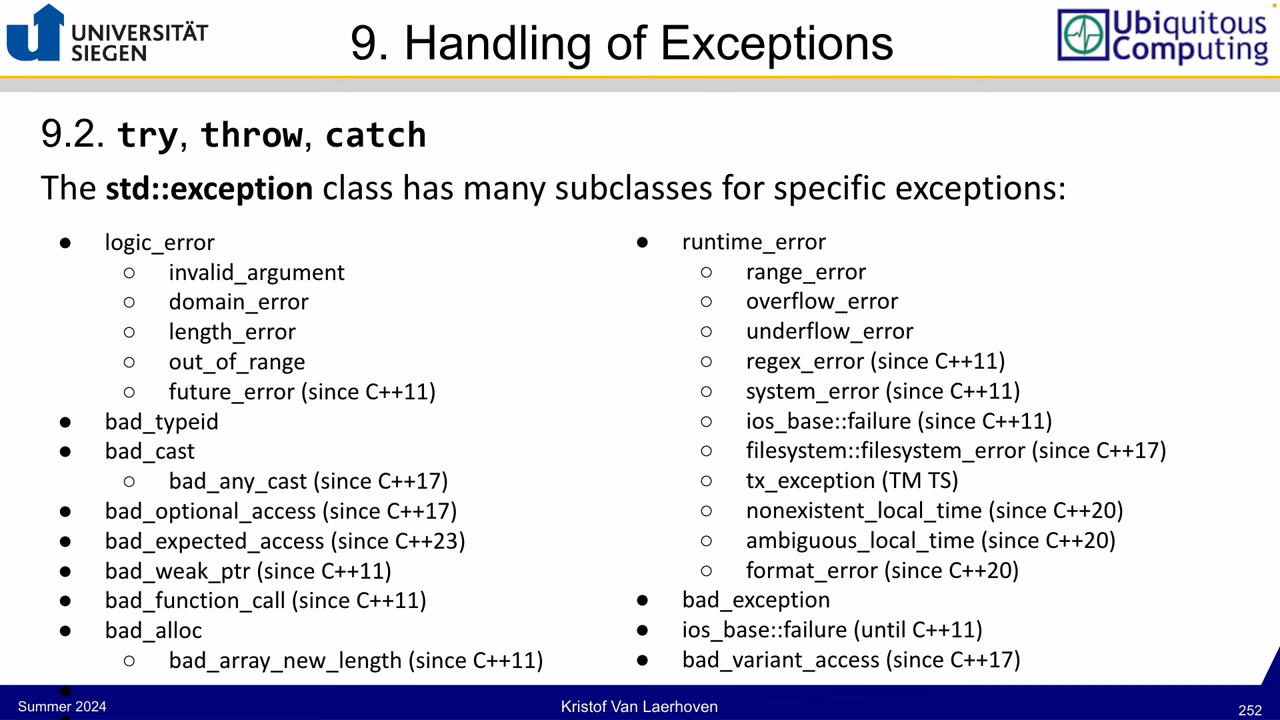 UNIVERSITÄT
SIEGEN
9. Handling of Exceptions
Ubiquitous
Computing
9.2. try, throw, catch
The std::exception class has many subclasses for specific exceptions:
● logic_error
○ invalid_argument
○ domain_error
○ length_error
○ out_of_range
○ future_error (since C++11)
● bad_typeid
● bad_cast
○ bad_any_cast (since C++17)
● bad_optional_access (since C++17)
● bad_expected_access (since C++23)
● bad_weak_ptr (since C++11)
● bad_function_call (since C++11)
● bad_alloc
○ bad_array_new_length (since C++11)
● runtime_error
○ range_error
○ overflow_error
○ underflow_error
○ regex_error (since C++11)
○ system_error (since C++11)
○ ios_base::failure (since C++11)
○ filesystem::filesystem_error (since C++17)
○ tx_exception (TM TS)
○ nonexistent_local_time (since C++20)
○ ambiguous_local_time (since C++20)
○ format_error (since C++20)
● bad_exception
● ios_base::failure (until C++11)
● bad_variant_access (since C++17)
Summer 2024
Kristof Van Laerhoven
252